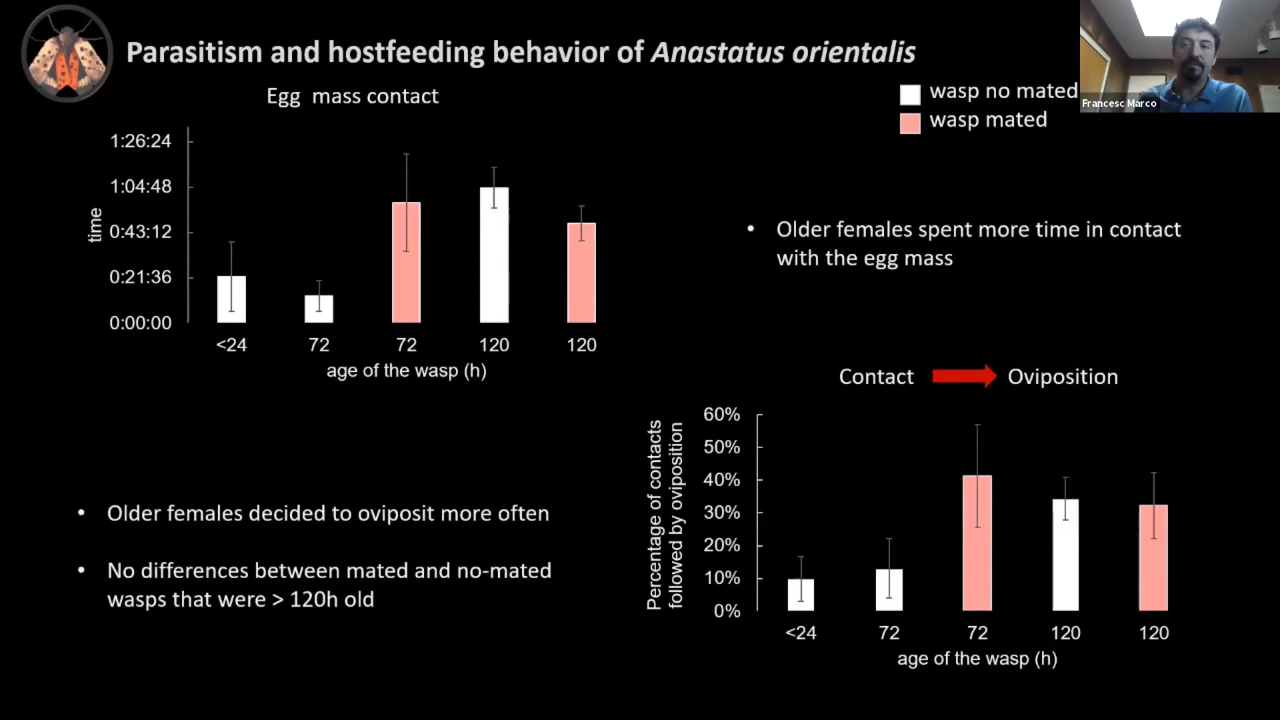 Parasitism and hostfeeding behavior of Anastatus orientalis
Egg mass contact
wasp no mated
wasp mated
Francesc Marco
1:26:24
1:04:48
0:43:12
0:21:36
0:00:00
time
<24 72 72 120 120
age of the wasp (h)
• Older females spent more time in contact
with the egg mass
Contact Oviposition
Percentage of contacts
followed by oviposition
60%
50%
40%
30%
20%
10%
0%
<24 72 72 120 120
age of the wasp (h)
• Older females decided to oviposit more often
• No differences between mated and no-mated
wasps that were > 120h old